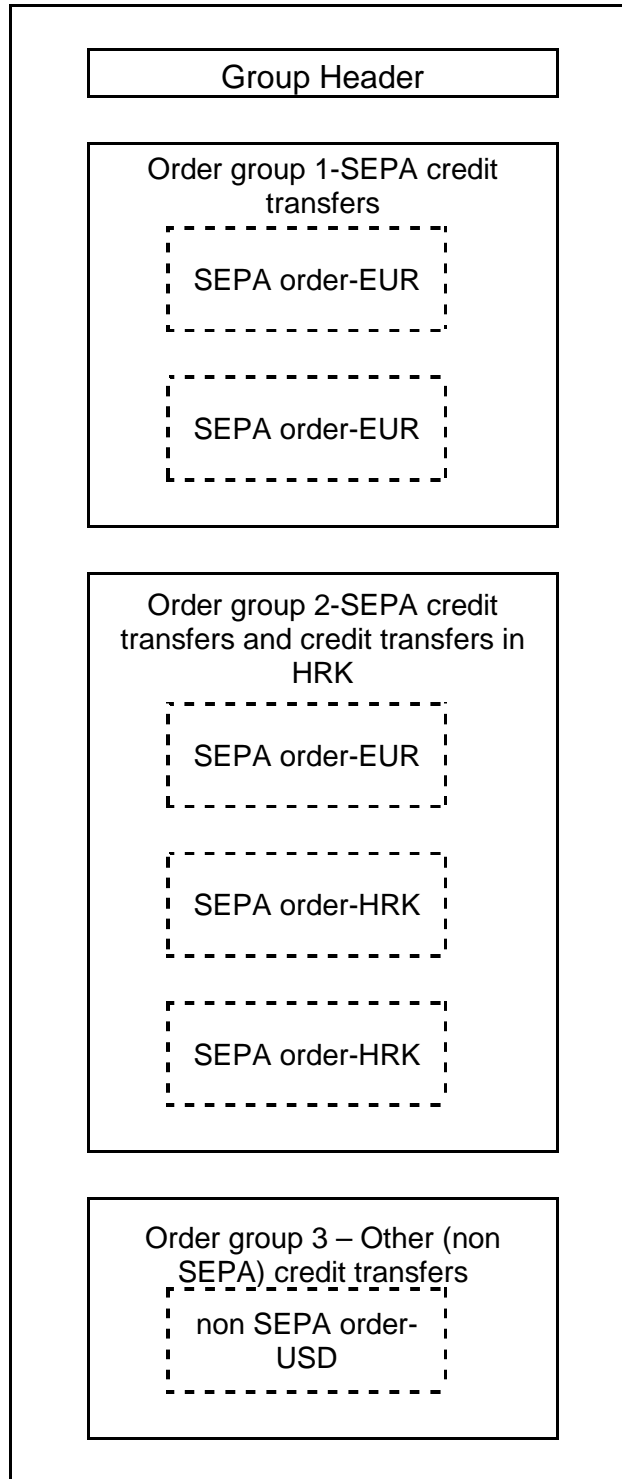 Group Header
Order group 1-SEPA credit
transfers
SEPA order-EUR
SEPA order-EUR
Order group 2-SEPA credit
transfers and credit transfers in
HRK
SEPA order-EUR
SEPA order-HRK
SEPA order-HRK
Order group 3 – Other (non
SEPA) credit transfers
non SEPA order-
USD